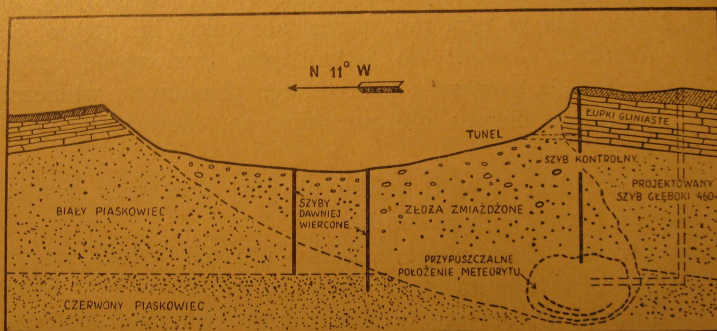 N 11° W
ŁUPKI GLINIASTE
TUNEL
SZYB KONTROLNY
PROJEKTOWANY
SZYB GŁĘBOKI 460
BIAŁY PIASKOWIEC
SZYBY
DAWNIEJ
WIERCONE
ZŁOŻA ZMIAŻDŻONE
PRZYPUSZCZALNE
POŁOŻENIE METEORYTU
CZERWONY PIASKOWIEC